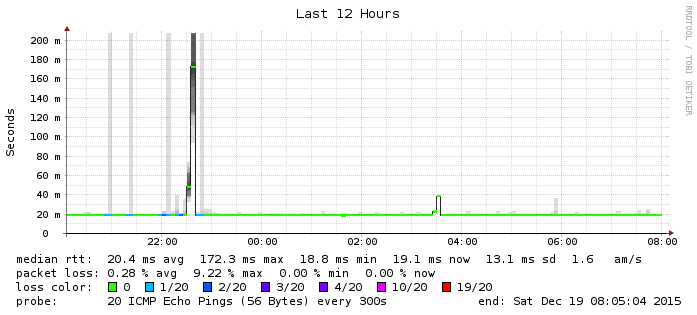 Last 12 Hours
RRDTOOL / TOBI OETIKER
Seconds
200 m
180 m
160 m
140 m
120 m
100 m
80 m
60 m
40 m
20 m
0
22:00 00:00 02:00 04:00 06:00 08:00
median rtt: 20.4 ms avg 172.3 ms max 18.8 ms min 19.1 ms now 13.1 ms sd 1.6 am/s
packet loss: 0.28 % avg 9.22 % max 0.00 % min 0.00 % now
loss color: 0 1/20 2/20 3/20 4/20 10/20 19/20
probe: 20 ICMP Echo Pings (56 Bytes) every 300s end: Sat Dec 19 08:05:04 2015